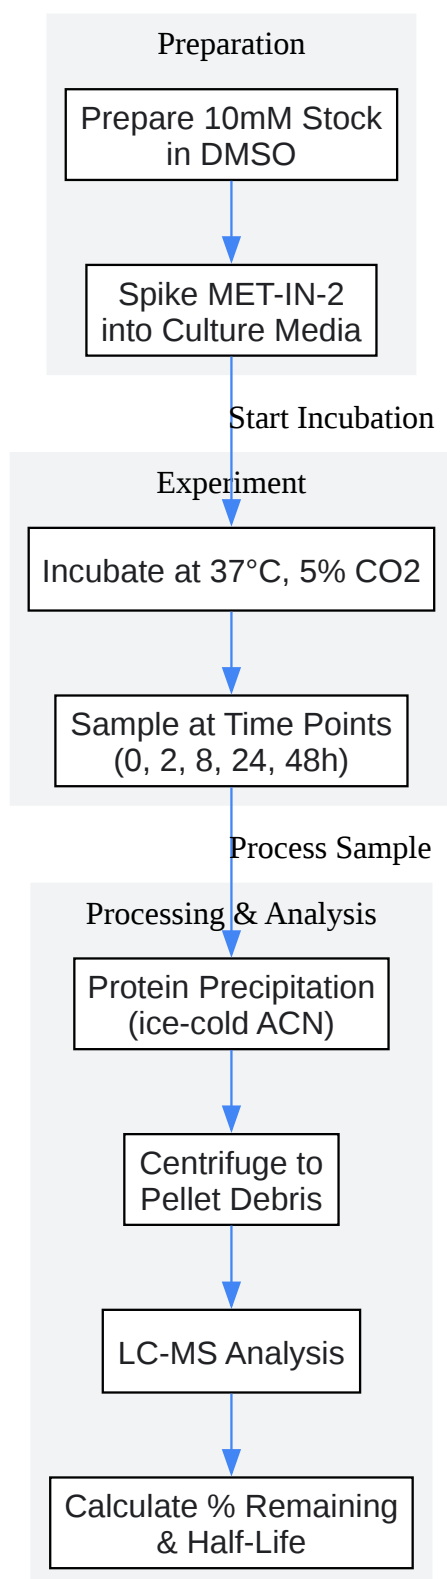 Preparation
Prepare 10mM Stock
in DMSO
Spike MET-IN-2
into Culture Media
Start Incubation
Experiment
Incubate at 37°C, 5% CO2
Sample at Time Points
(0, 2, 8, 24, 48h)
Process Sample
Processing & Analysis
Protein Precipitation
(ice-cold ACN)
Centrifuge to
Pellet Debris
LC-MS Analysis
Calculate % Remaining
& Half-Life